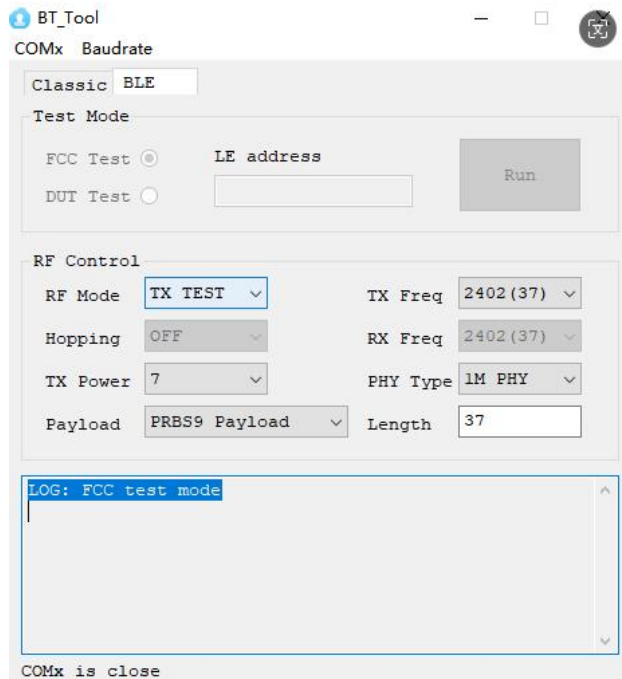 BT_Tool
COMx Baudrate
Classic BLE
Test Mode
FCC Test LE address
Run
DUT Test
RF Control
RF Mode TX TEST TX Freq 2402(37)
Hopping OFF RX Freq 2402(37)
TX Power 7 PHY Type 1M PHY
Payload PRBS9 Payload Length 37
LOG: FCC test mode
COMx is close